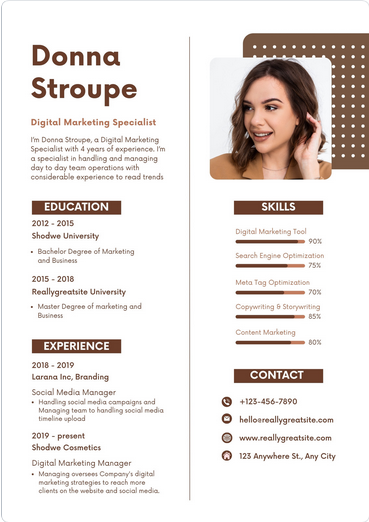 Donna
Stroupe
Digital Marketing Specialist
I'm Donna Stroupe, a Digital Marketing
Specialist with 4 years of experience. I'm
a specialist in handling and managing
day to day team operations with
considerable experience to read trends
EDUCATION
2012 - 2015
Shodwe University
• Bachelor Degree of Marketing
and Business
2015 - 2018
Reallygreatsite University
• Master Degree of marketing and
Business
EXPERIENCE
2018 - 2019
Larana Inc, Branding
Social Media Manager
• Handling social media campaigns and
Managing team to handling social media
timeline upload
2019 - present
Shodwe Cosmetics
Digital Marketing Manager
• Managing oversees Company's digital
marketing strategies to reach more
clients on the website and social media.
SKILLS
Digital Marketing Tool
90%
Search Engine Optimization
75%
Meta Tag Optimization
70%
Copywriting & Storywriting
85%
Content Marketing
80%
CONTACT
+123-456-7890
hello@reallygreatsite.com
www.reallygreatsite.com
123 Anywhere St., Any City